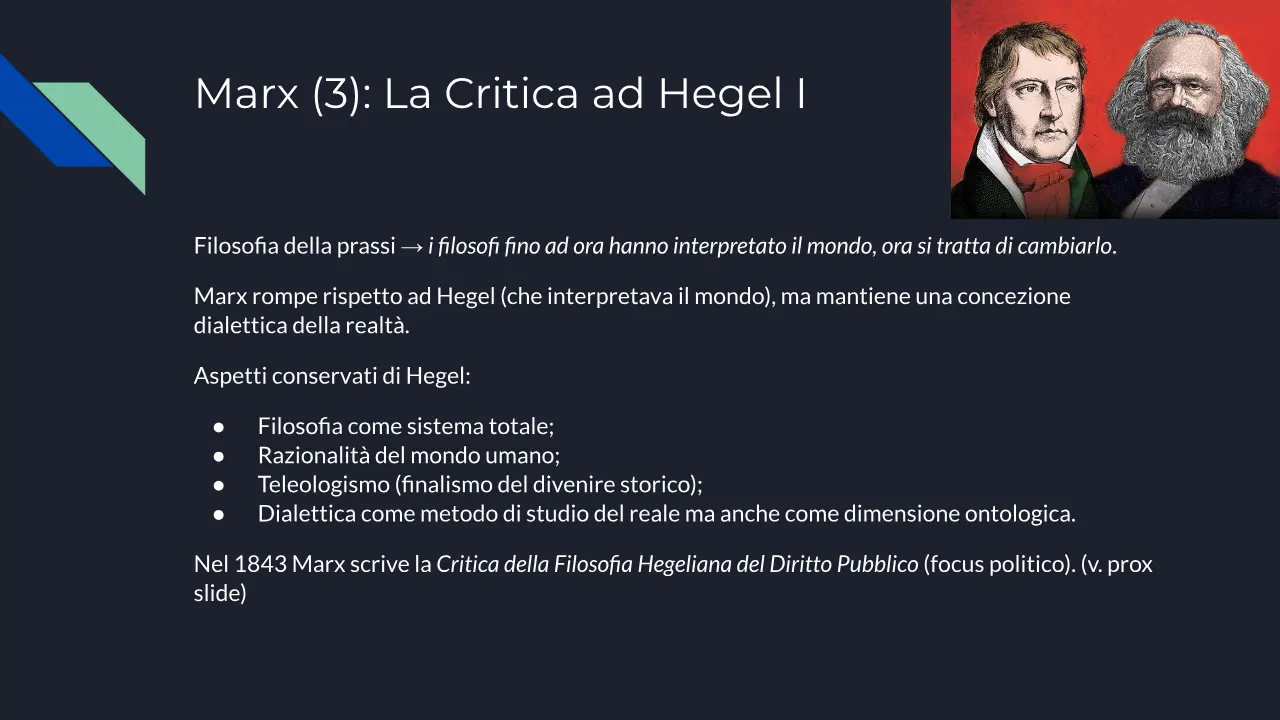 Marx (3): La Critica ad Hegel I
Filosofia della prassi → i filosofi fino ad ora hanno interpretato il mondo, ora si tratta di cambiarlo.
Marx rompe rispetto ad Hegel (che interpretava il mondo), ma mantiene una concezione
dialettica della realtà.
Aspetti conservati di Hegel:
● Filosofia come sistema totale;
● Razionalità del mondo umano;
● Teleologismo (finalismo del divenire storico);
● Dialettica come metodo di studio del reale ma anche come dimensione ontologica.
Nel 1843 Marx scrive la Critica della Filosofia Hegeliana del Diritto Pubblico (focus politico). (v. prox
slide)